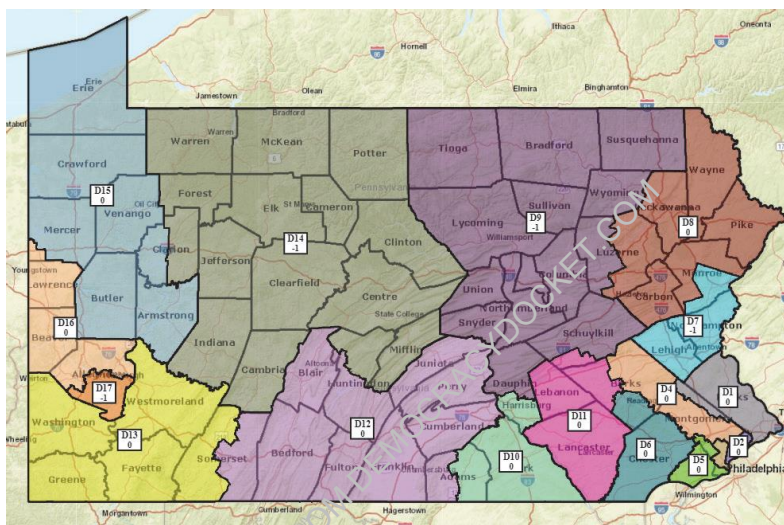 Ithaca
Oneonta
Hornell
Erie
Erie
Jamestown
Olean
Elmira
Binghamton
Bradford
Warren
Warren
McKean
Potter
Tioga
Bradford
Susquehanna
Crawford
Wayne
Forest
Elk
Cameron
Pennsylvania
Sullivan
Wyoming
D15
0
Venango
Oil City
Mercer
D9
-1
Lycoming
Williamsport
D8
0
Pike
D14
-1
Clinton
Luzerne
Youngstown
Lawrence
Jefferson
Clearfield
Union
Columbia
Monroe
Carbon
Butler
Armstrong
Centre
State College
Northumberland
Snyder
D16
0
D7
-1
Northampton
Lehigh
Allentown
Indiana
Mifflin
Schuylkill
Cambria
Altoona
Blair
Huntingdon
Juniata
Perry
Dauphin
Lebanon
Berks
D4
0
D1
0
D17
-1
Westmoreland
Harrisburg
Montgomery
Washington
D13
0
Somerset
Bedford
D12
0
Cumberland
D11
0
Lancaster
Lancaster
D6
0
Chester
D2
0
D5
0
Philadelphia
Wheeling
Greene
Fayette
Fulton
Franklin
Chambersburg
Adams
D10
0
York
Wilmington
Morgantown
Cumberland
Hagerstown
DEMOCRACYDOCKET.COM